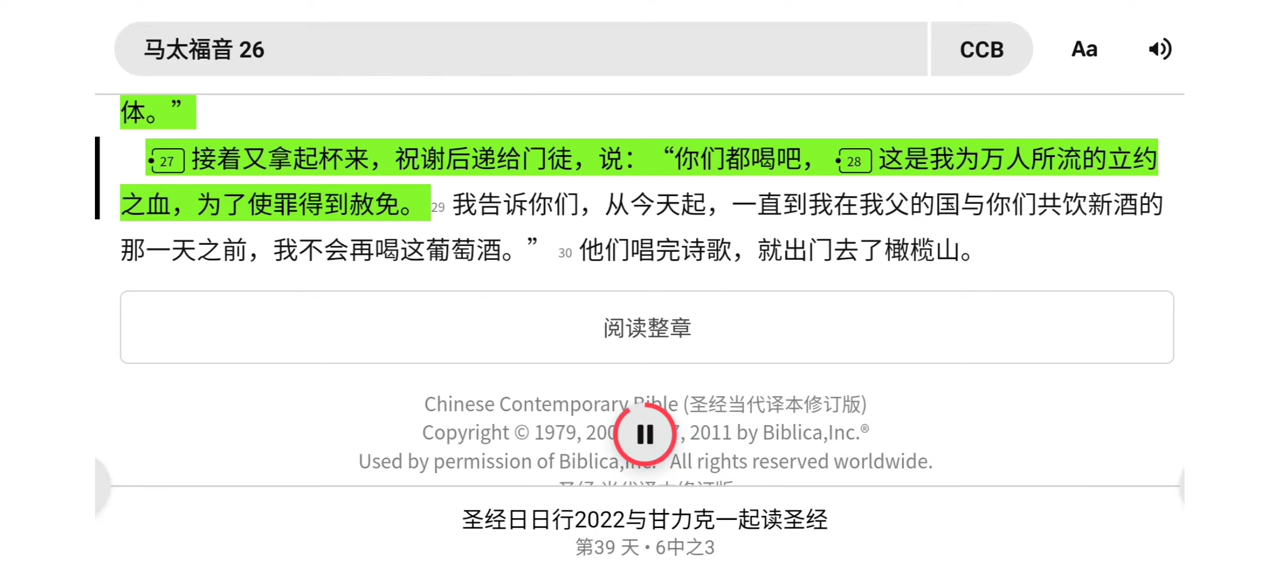 马太福音 26 CCB Aa
体。”
27 接着又拿起杯来，祝谢后递给门徒，说：“你们都喝吧， 28 这是我为万人所流的立约
之血，为了使罪得到赦免。 29 我告诉你们，从今天起，一直到我在我父的国与你们共饮新酒的
那一天之前，我不会再喝这葡萄酒。” 30 他们唱完诗歌，就出门去了橄榄山。
阅读整章
Chinese Contemporary Bible (圣经当代译本修订版)
Copyright © 1979, 2011 by Biblica,Inc.®
Used by permission of Biblica, All rights reserved worldwide.
圣经日日行2022与甘力克一起读圣经
第39 天 • 6中之3